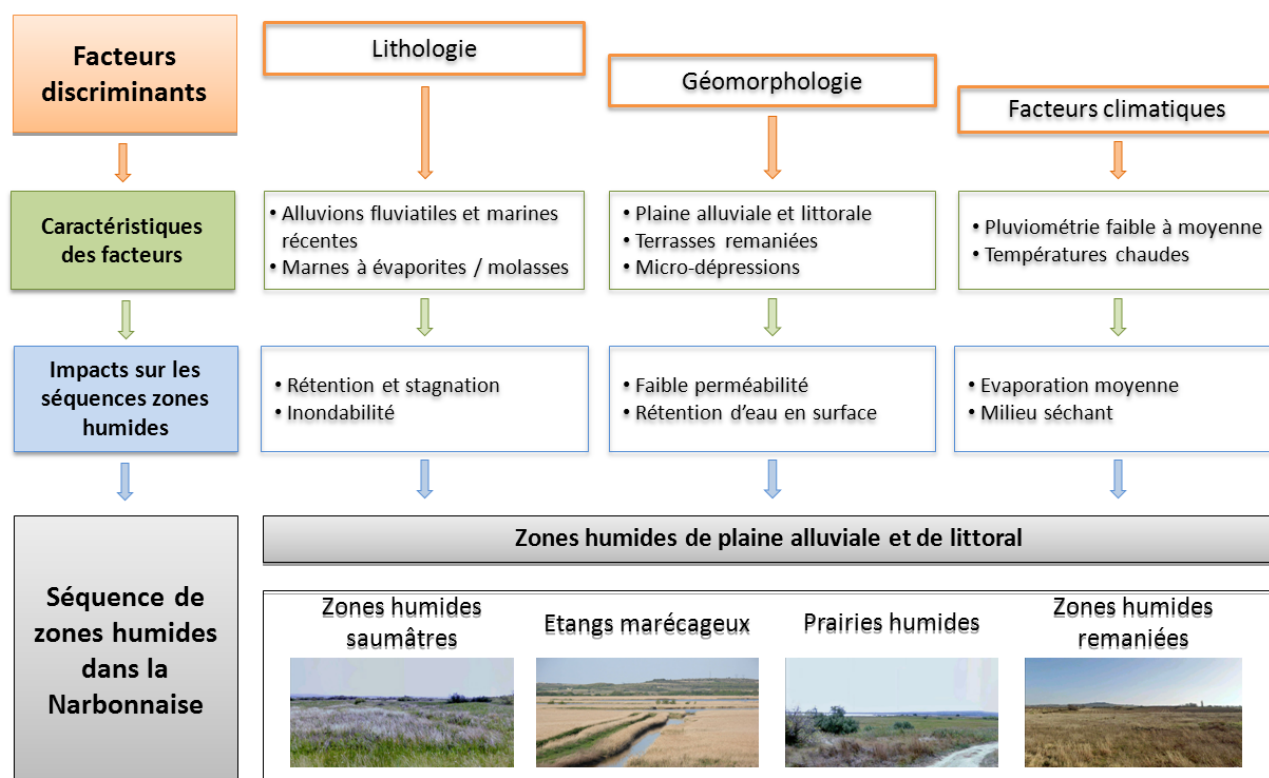 Facteurs
discriminants
Lithologie
Géomorphologie
Facteurs climatiques
Caractéristiques
des facteurs
• Alluvions fluviatiles et marines
récentes
• Marnes à évaporites / molasses
• Plaine alluviale et littorale
• Terrasses remaniées
• Micro-dépressions
• Pluviométrie faible à moyenne
• Températures chaudes
Impacts sur les
séquences zones
humides
• Rétention et stagnation
• Inondabilité
• Faible perméabilité
• Rétention d’eau en surface
• Evaporation moyenne
• Milieu séchant
Séquence de
zones humides
dans la
Narbonnaise
Zones humides de plaine alluviale et de littoral
Zones humides
saumâtres
Etangs marécageux
Prairies humides
Zones humides
remaniées